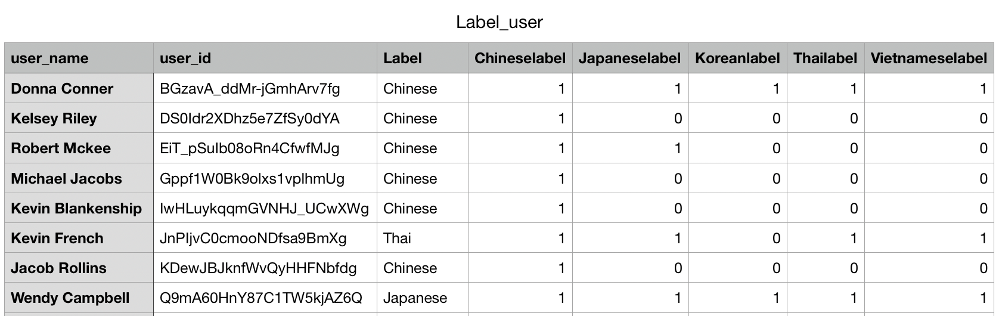 Label_user
user_name user_id Label Chineselabel Japaneselabel Koreanlabel Thailabel Vietnameselabel
Donna Conner BGzavA_ddMr-jGmhArv7fg Chinese 1 1 1 1 1
Kelsey Riley DS0Idr2XDhz5e7ZfSy0dYA Chinese 1 0 0 0 0
Robert Mckee EiT_pSuIb08oRn4CfwfMJg Chinese 1 1 0 0 0
Michael Jacobs Gppf1W0Bk9olxs1vplhmUg Chinese 1 0 0 0 0
Kevin Blankenship IwHLuykqqmGVNHJ_UCwXWg Chinese 1 0 0 0 0
Kevin French JnPIjvC0cmooNDfsa9BmXg Thai 1 1 0 1 1
Jacob Rollins KDewJBJknfWvQyHHFNbfdg Chinese 1 0 0 0 0
Wendy Campbell Q9mA60HnY87C1TW5kjAZ6Q Japanese 1 1 1 1 1